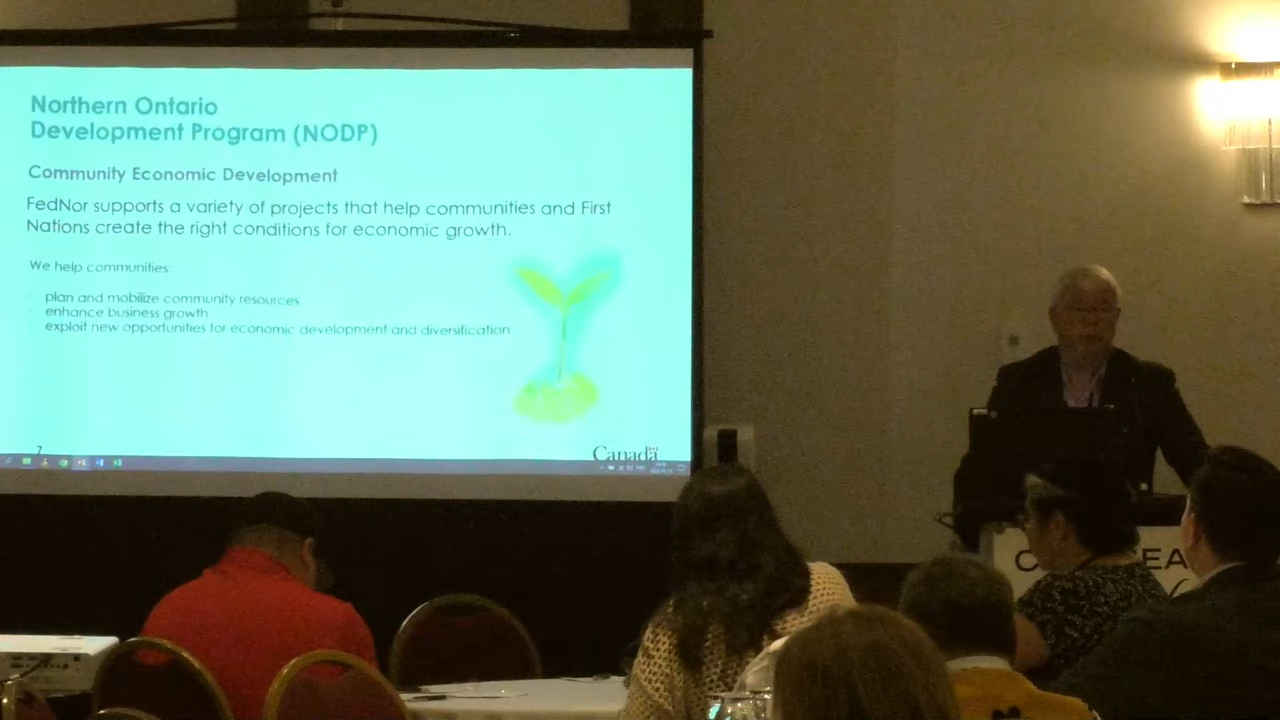 Northern Ontario
Development Program (NODP)
Community Economic Development
FedNor supports a variety of projects that help communities and First
Nations create the right conditions for economic growth.
We help communities:
plan and mobilize community resources
enhance business growth
exploit new opportunities for economic development and diversification
7
Canada